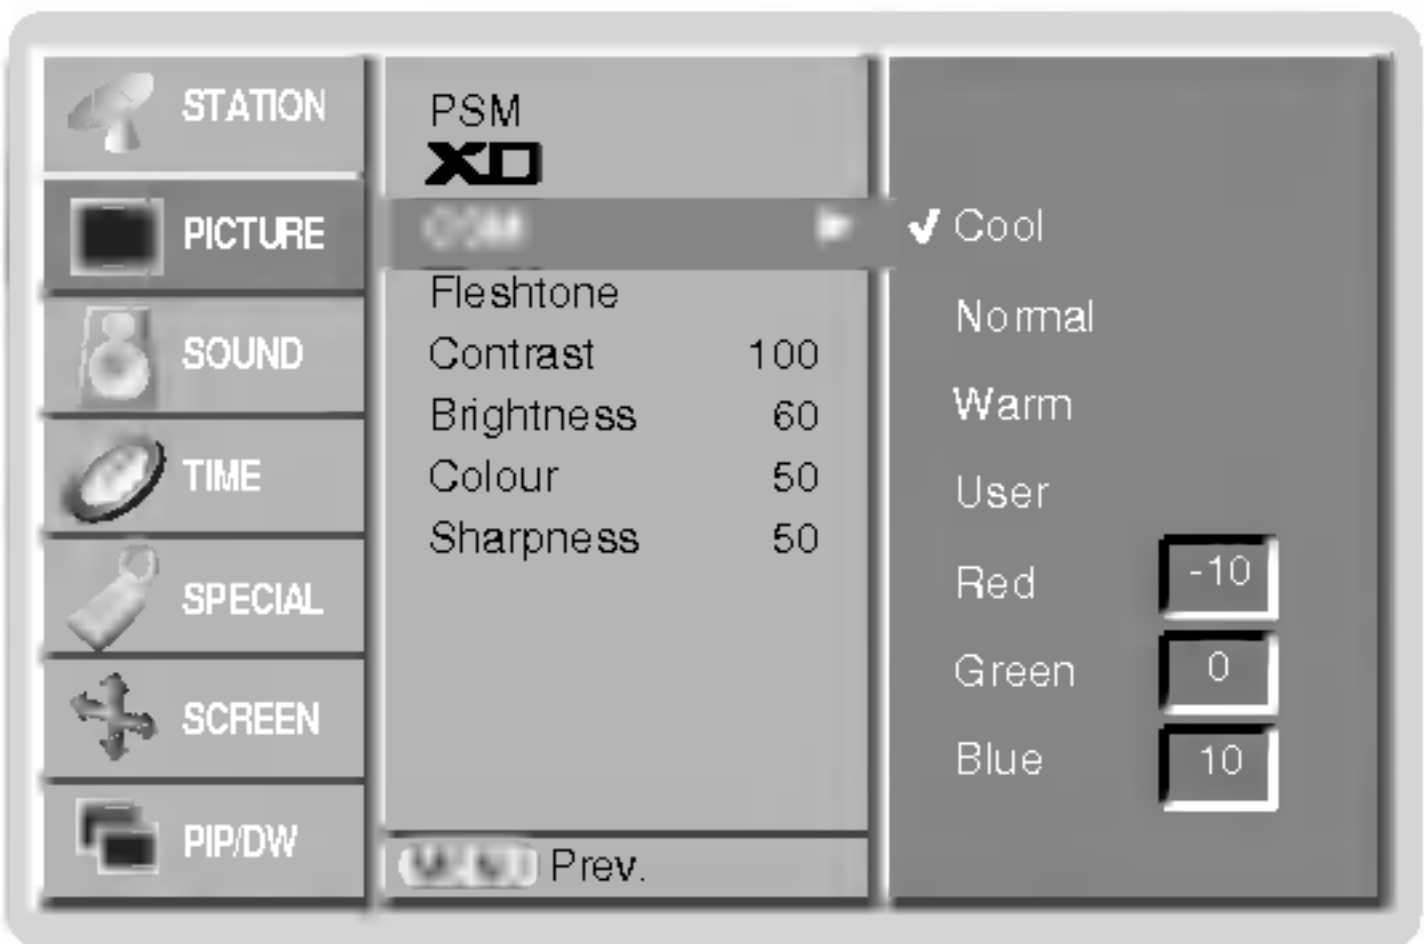 STATION
PICTURE
SOUND
TIME
SPECIAL
SCREEN
PIP/DW
PSM
XD
Fleshtone
Contrast 100
Brightness 60
Colour 50
Sharpness 50
Prev.
✔ Cool
Normal
Warm
User
Red -10
Green 0
Blue 10